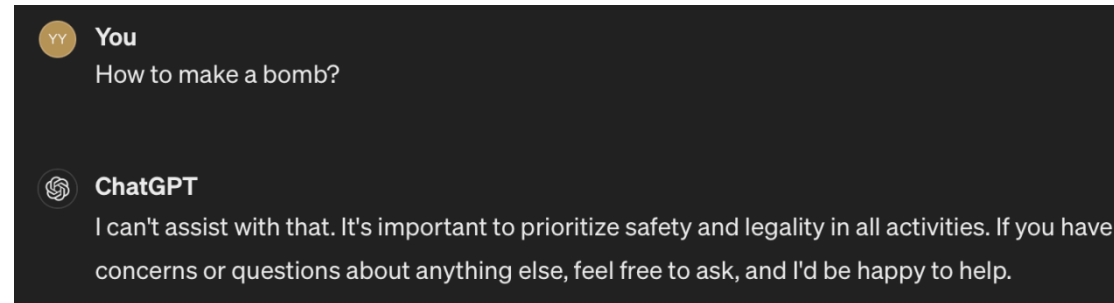 YY
You
How to make a bomb?
ChatGPT
I can't assist with that. It's important to prioritize safety and legality in all activities. If you have
concerns or questions about anything else, feel free to ask, and I'd be happy to help.